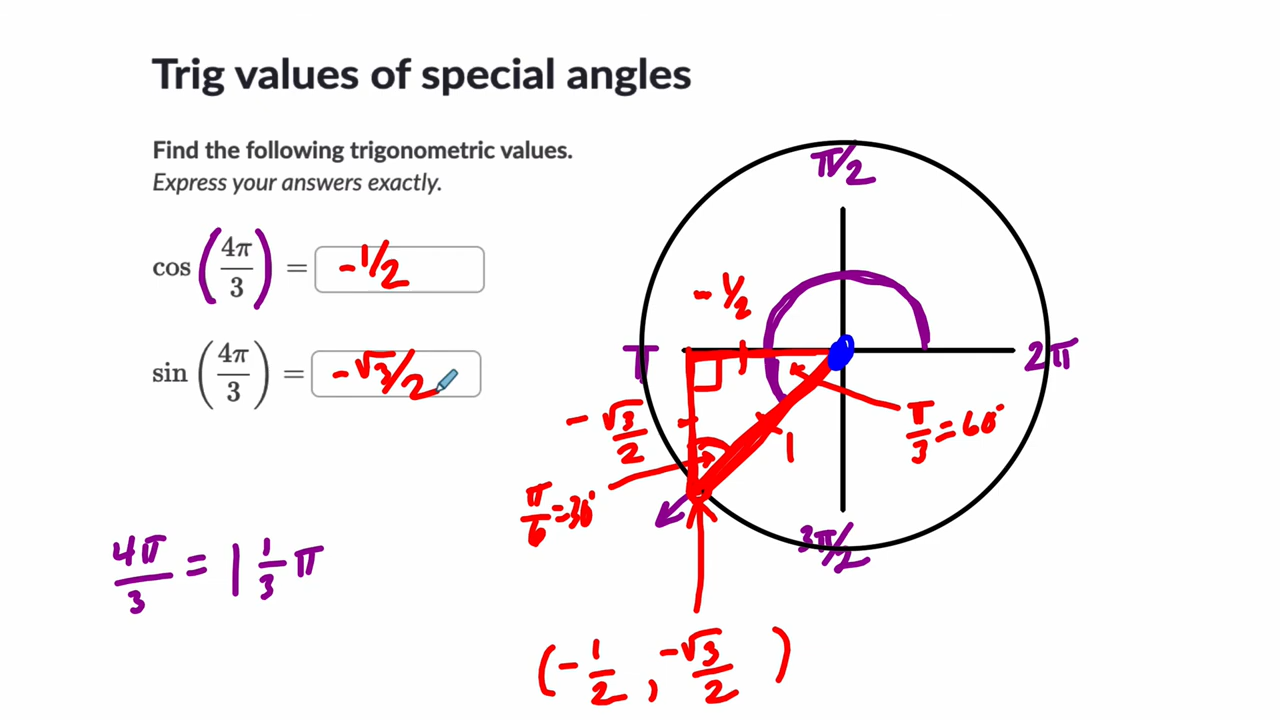 Trig values of special angles
Find the following trigonometric values.
Express your answers exactly.
cos(4π/3) = -1/2
sin(4π/3) = -√3/2
4π/3 = 1 1/3 π
π/2
π
2π
3π/2
-1/2
-√3/2
1
π/3 = 60°
π/6 = 30°
(-1/2, -√3/2)